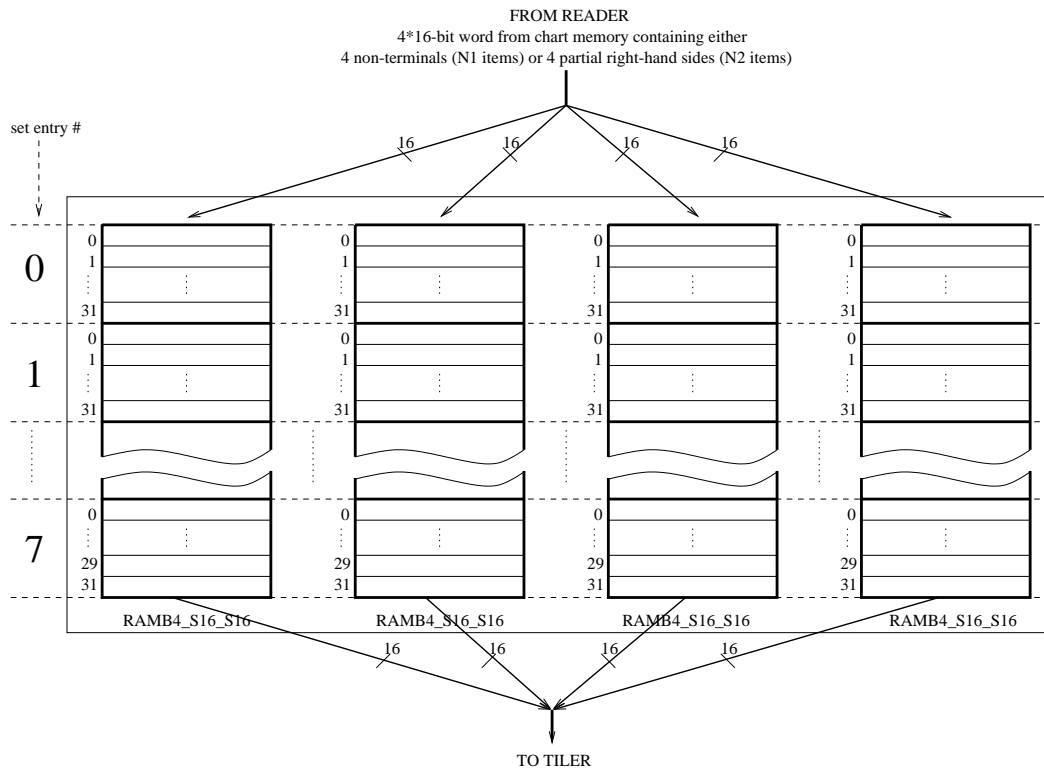 FROM READER
4*16-bit word from chart memory containing either
4 non-terminals (N1 items) or 4 partial right-hand sides (N2 items)
set entry #
16 16 16 16
0
0 0 0 0
1 1 1 1
31 31 31 31
1
0 0 0 0
1 1 1 1
31 31 31 31
7
0 0 0 0
29 29 29 29
31 31 31 31
RAMB4_S16_S16 RAMB4_S16_S16 RAMB4_S16_S16 RAMB4_S16_S16
16 16 16 16
TO TILER